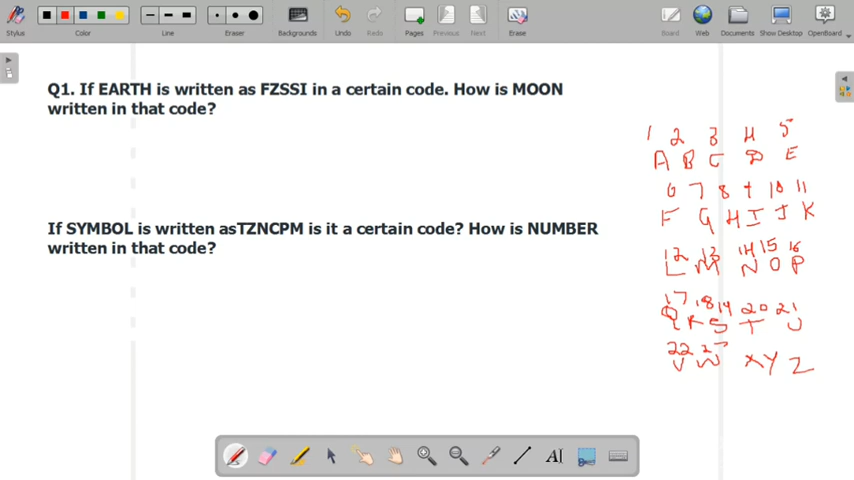 Stylus Color Line Eraser Backgrounds Undo Redo Pages Previous Next Erase Board Web Documents Show Desktop OpenBoard
Q1. If EARTH is written as FZSSI in a certain code. How is MOON
written in that code?
If SYMBOL is written asTZNCPM is it a certain code? How is NUMBER
written in that code?
1 2 3 4 5
A B C D E
6 7 8 9 10 11
F G H I J K
12 13 14 15 16
L M N O P
17 18 19 20 21
Q R S T U
22 23
V W X Y Z
AI